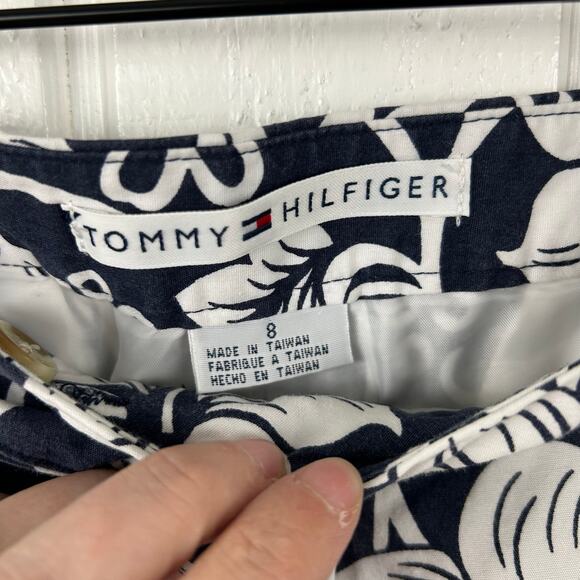 TOMMY HILFIGER
8
MADE IN TAIWAN
FABRIQUE A TAIWAN
HECHO EN TAIWAN